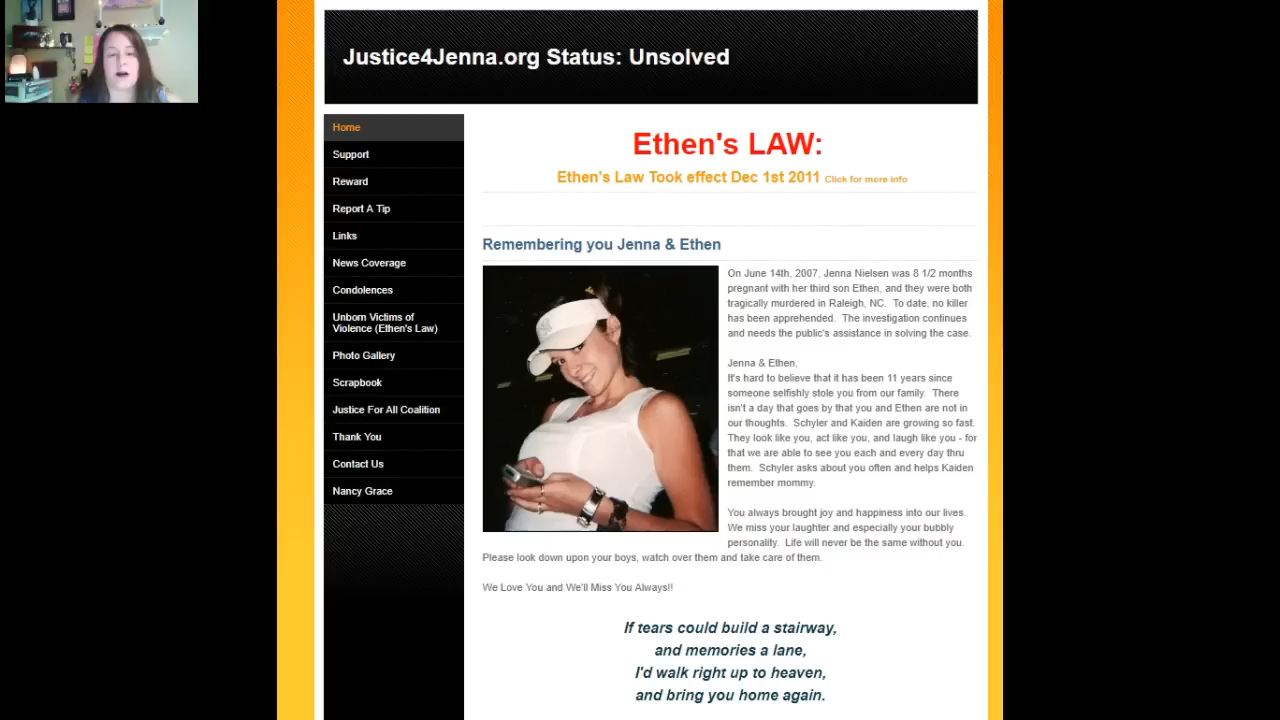 Justice4Jenna.org Status: Unsolved
Home
Support
Reward
Report A Tip
Links
News Coverage
Condolences
Unborn Victims of
Violence (Ethen's Law)
Photo Gallery
Scrapbook
Justice For All Coalition
Thank You
Contact Us
Nancy Grace
Ethen's LAW:
Ethen's Law Took effect Dec 1st 2011 Click for more info
Remembering you Jenna & Ethen
On June 14th, 2007, Jenna Nielsen was 8 1/2 months
pregnant with her third son Ethen, and they were both
tragically murdered in Raleigh, NC. To date, no killer
has been apprehended. The investigation continues
and needs the public's assistance in solving the case.
Jenna & Ethen,
It's hard to believe that it has been 11 years since
someone selfishly stole you from our family. There
isn't a day that goes by that you and Ethen are not in
our thoughts. Schyler and Kaiden are growing so fast.
They look like you, act like you, and laugh like you - for
that we are able to see you each and every day thru
them. Schyler asks about you often and helps Kaiden
remember mommy.
You always brought joy and happiness into our lives.
We miss your laughter and especially your bubbly
personality. Life will never be the same without you.
Please look down upon your boys, watch over them and take care of them.
We Love You and We'll Miss You Always!!
If tears could build a stairway,
and memories a lane,
I'd walk right up to heaven,
and bring you home again.